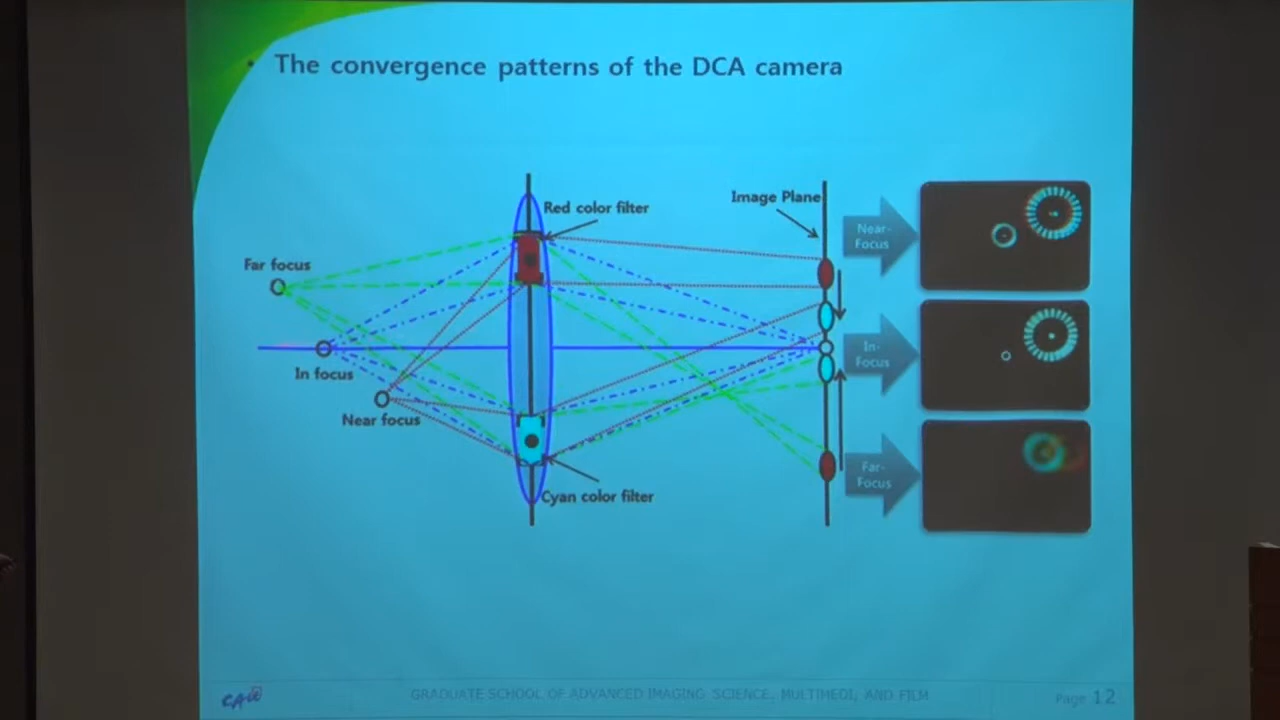 • The convergence patterns of the DCA camera
Red color filter
Image Plane
Near-
Focus
Far focus
In-
Focus
In focus
Near focus
Far-
Focus
Cyan color filter
CAU
GRADUATE SCHOOL OF ADVANCED IMAGING SCIENCE, MULTIMEDI, AND FILM
Page 12